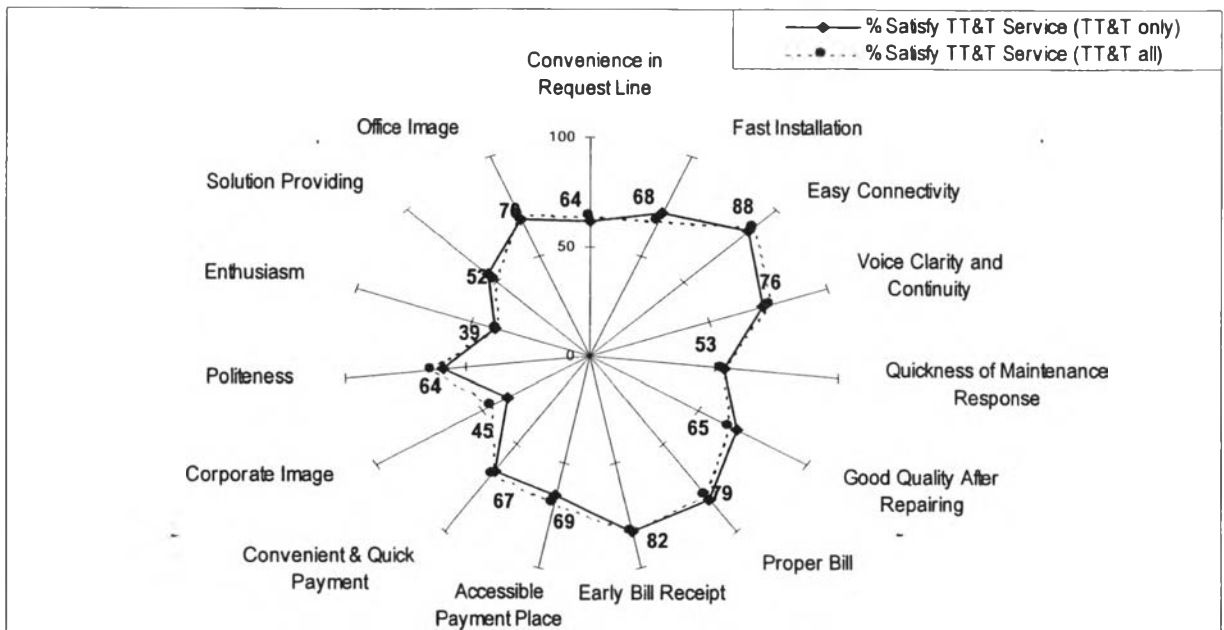 % Satisfy TT&T Service (TT&T only)
% Satisfy TT&T Service (TT&T all)
Convenience in
Request Line
Office Image
Fast Installation
100
Solution Providing
Easy Connectivity
64
68
88
50
Enthusiasm
Voice Clarity and
Continuity
52
76
39
0
53
Politeness
64
Quickness of Maintenance
Response
45
65
Corporate Image
Good Quality After
Repairing
67
69
82
79
Convenient & Quick
Payment
Proper Bill
Accessible
Payment Place
Early Bill Receipt